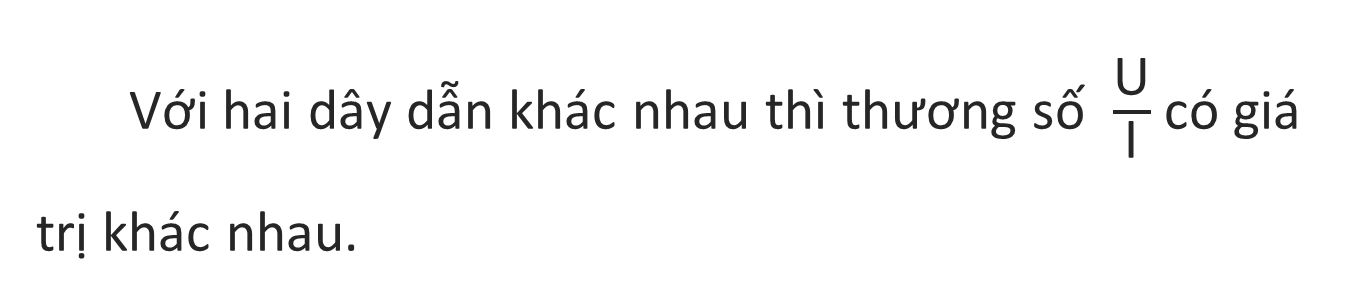 Với hai dây dẫn khác nhau thì thương số U/I có giá
trị khác nhau.